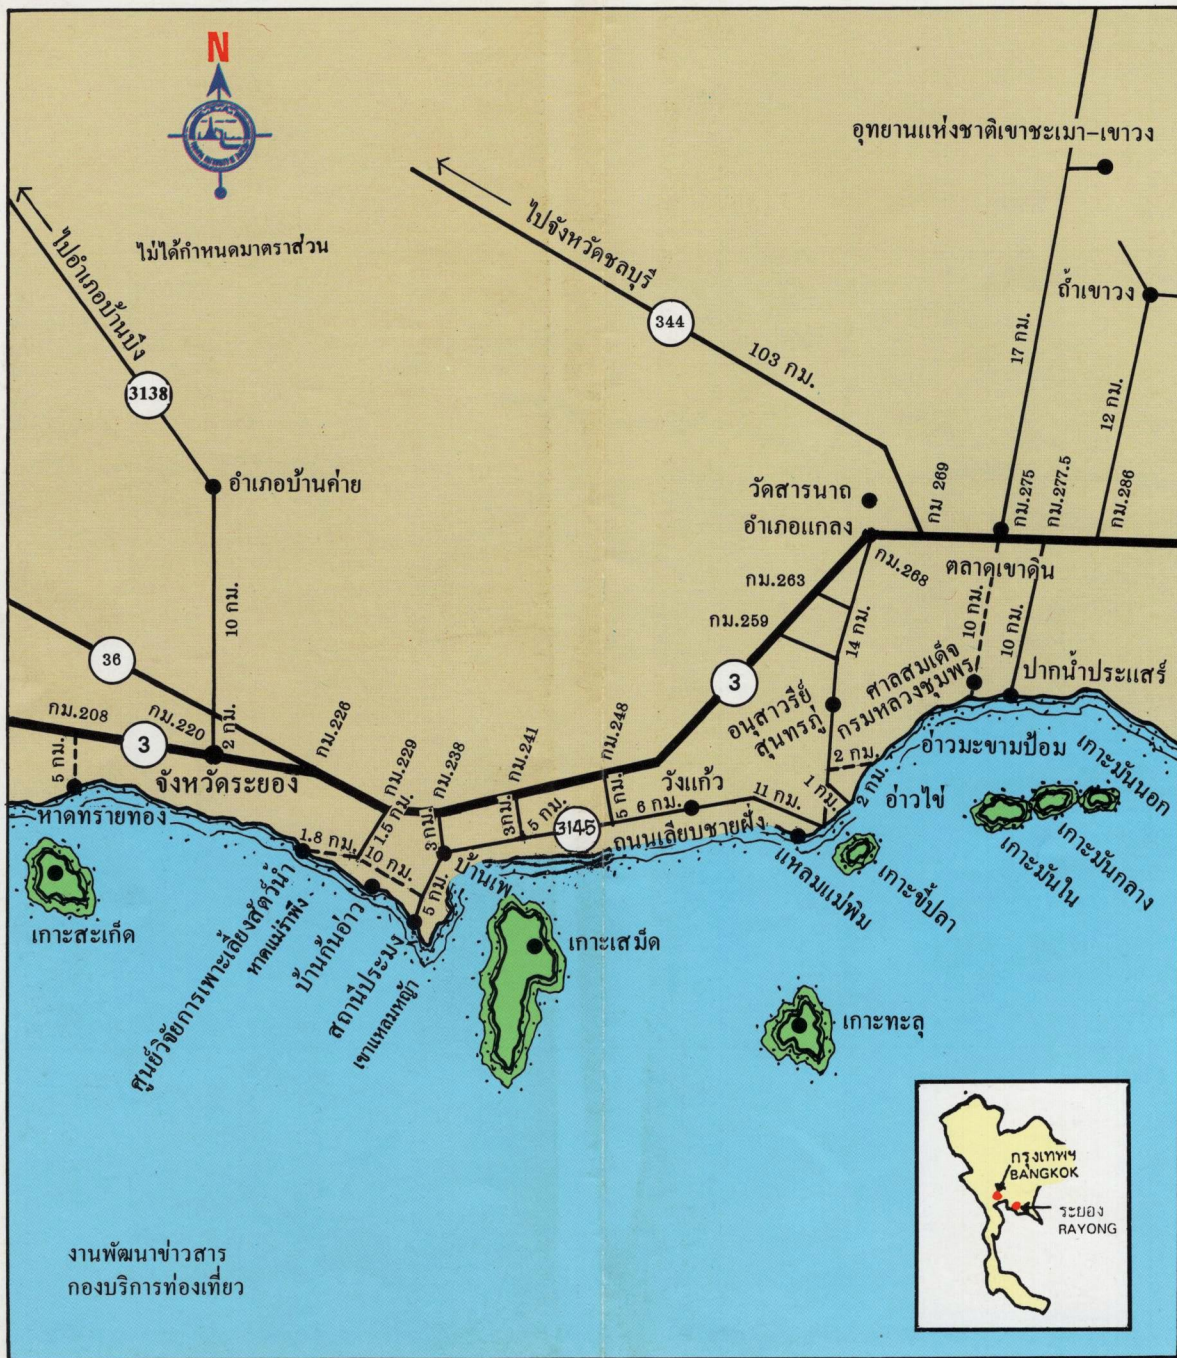 N
ไม่ได้กำหนดมาตราส่วน
ไปอำเภอบ้านบึง
3138
อำเภอบ้านค่าย
10 กม.
2 กม.
ไปจังหวัดชลบุรี
344
103 กม.
อุทยานแห่งชาติเขาชะเมา-เขาวง
ถ้ำเขาวง
17 กม.
12 กม.
กม 269
กม.275
กม.277.5
กม.286
วัดสารนาถ
อำเภอแกลง
กม.268
ตลาดเขาดิน
กม.263
กม.259
14 กม.
10 กม.
10 กม.
36
3
กม.208
กม.220
กม.226
กม.229
กม.238
กม.241
กม.248
3
อนุสาวรีย์
สุนทรภู่
ศาลสมเด็จ
กรมหลวงชุมพร
ปากน้ำประแสร์
5 กม.
จังหวัดระยอง
หาดทรายทอง
1.8 กม.
1.5 กม.
10 กม.
3กม.
3กม.
5 กม.
3145
5 กม.
6 กม.
วังแก้ว
11 กม.
ถนนเลียบชายฝั่ง
2 กม.
1 กม.
2 กม.
อ่าวไข่
อ่าวมะขามป้อม
เกาะมันนอก
เกาะมันกลาง
เกาะมันใน
เกาะขี้ปลา
แหลมแม่พิม
บ้านเพ
5 กม.
เกาะสะเก็ด
ศูนย์วิจัยการเพาะเลี้ยงสัตว์น้ำ
หาดแม่รำพึง
บ้านก้นอ่าว
สถานีประมง
เขาแหลมหญ้า
เกาะเสม็ด
เกาะทะลุ
กรุงเทพฯ
BANGKOK
ระยอง
RAYONG
งานพัฒนาข่าวสาร
กองบริการท่องเที่ยว